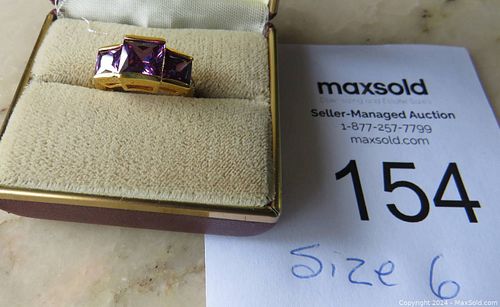 maxsold
Downsizing and Estate Sales
Seller-Managed Auction
1-877-257-7799
maxsold.com
154
Size 6
Copyright © 2024 - MaxSold.com